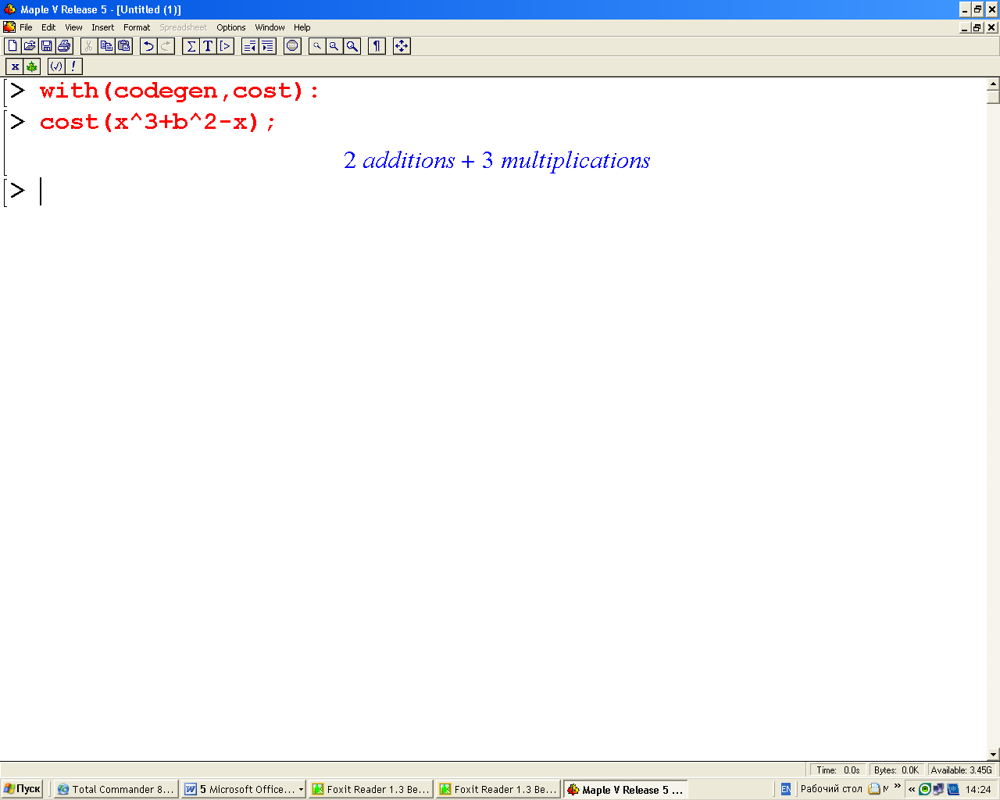 Maple V Release 5 - [Untitled (1)]
File Edit View Insert Format Spreadsheet Options Window Help
> with(codegen,cost):
> cost(x^3+b^2-x);
2 additions + 3 multiplications
>
Time: 0.0s Bytes: 0.0K Available: 3.45G
Пуск Total Commander 8... 5 Microsoft Office... Foxit Reader 1.3 Be... Foxit Reader 1.3 Be... Maple V Release 5 ... EN Рабочий стол » « 14:24